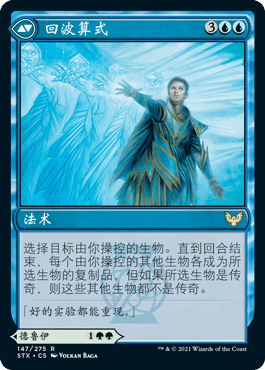 回波算式 3
法术
选择目标由你操控的生物。直到回合结
束，每个由你操控的其他生物各成为所
选生物的复制品，但如果所选生物是传
奇，则这些其他生物都不是传奇。
「好的实验都能重现。」
德鲁伊 1
147/275 R
STX • CS VOLKAN BAGA
™ & © 2021 Wizards of the Coast